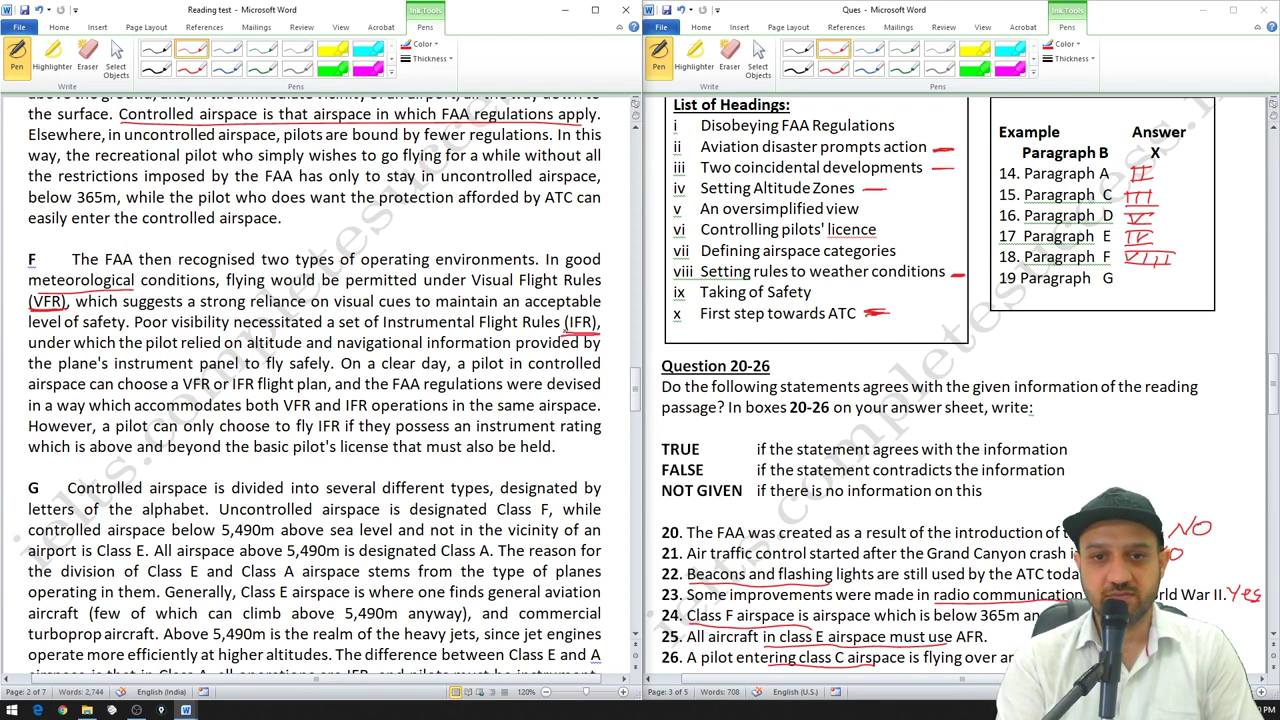 Reading test - Microsoft Word
Ink Tools
Ques - Microsoft Word
Ink Tools
File Home Insert Page Layout References Mailings Review View Acrobat Pens
File Home Insert Page Layout References Mailings Review View Acrobat Pens
Pen Highlighter Eraser Select Objects
Color
Thickness
Write Pens
Pen Highlighter Eraser Select Objects
Color
Thickness
Write Pens
the surface. Controlled airspace is that airspace in which FAA regulations apply.
Elsewhere, in uncontrolled airspace, pilots are bound by fewer regulations. In this
way, the recreational pilot who simply wishes to go flying for a while without all
the restrictions imposed by the FAA has only to stay in uncontrolled airspace,
below 365m, while the pilot who does want the protection afforded by ATC can
easily enter the controlled airspace.
F The FAA then recognised two types of operating environments. In good
meteorological conditions, flying would be permitted under Visual Flight Rules
(VFR), which suggests a strong reliance on visual cues to maintain an acceptable
level of safety. Poor visibility necessitated a set of Instrumental Flight Rules (IFR),
under which the pilot relied on altitude and navigational information provided by
the plane's instrument panel to fly safely. On a clear day, a pilot in controlled
airspace can choose a VFR or IFR flight plan, and the FAA regulations were devised
in a way which accommodates both VFR and IFR operations in the same airspace.
However, a pilot can only choose to fly IFR if they possess an instrument rating
which is above and beyond the basic pilot's license that must also be held.
G Controlled airspace is divided into several different types, designated by
letters of the alphabet. Uncontrolled airspace is designated Class F, while
controlled airspace below 5,490m above sea level and not in the vicinity of an
airport is Class E. All airspace above 5,490m is designated Class A. The reason for
the division of Class E and Class A airspace stems from the type of planes
operating in them. Generally, Class E airspace is where one finds general aviation
aircraft (few of which can climb above 5,490m anyway), and commercial
turboprop aircraft. Above 5,490m is the realm of the heavy jets, since jet engines
operate more efficiently at higher altitudes. The difference between Class E and A
Page: 2 of 7 Words: 2,744 English (India) 120%
List of Headings:
i Disobeying FAA Regulations
ii Aviation disaster prompts action
iii Two coincidental developments
iv Setting Altitude Zones
v An oversimplified view
vi Controlling pilots' licence
vii Defining airspace categories
viii Setting rules to weather conditions
ix Taking of Safety
x First step towards ATC
Example Answer
Paragraph B X
14. Paragraph A II
15. Paragraph C III
16. Paragraph D V
17 Paragraph E IV
18. Paragraph F VIII
19 Paragraph G
Question 20-26
Do the following statements agrees with the given information of the reading
passage? In boxes 20-26 on your answer sheet, write:
TRUE if the statement agrees with the information
FALSE if the statement contradicts the information
NOT GIVEN if there is no information on this
20. The FAA was created as a result of the introduction of NO
21. Air traffic control started after the Grand Canyon crash
22. Beacons and flashing lights are still used by the ATC
23. Some improvements were made in radio communication World War II. Yes
24. Class F airspace is airspace which is below 365m
25. All aircraft in class E airspace must use AFR.
26. A pilot entering class C airspace is flying over
Page: 3 of 5 Words: 708 English (U.S.)
PM